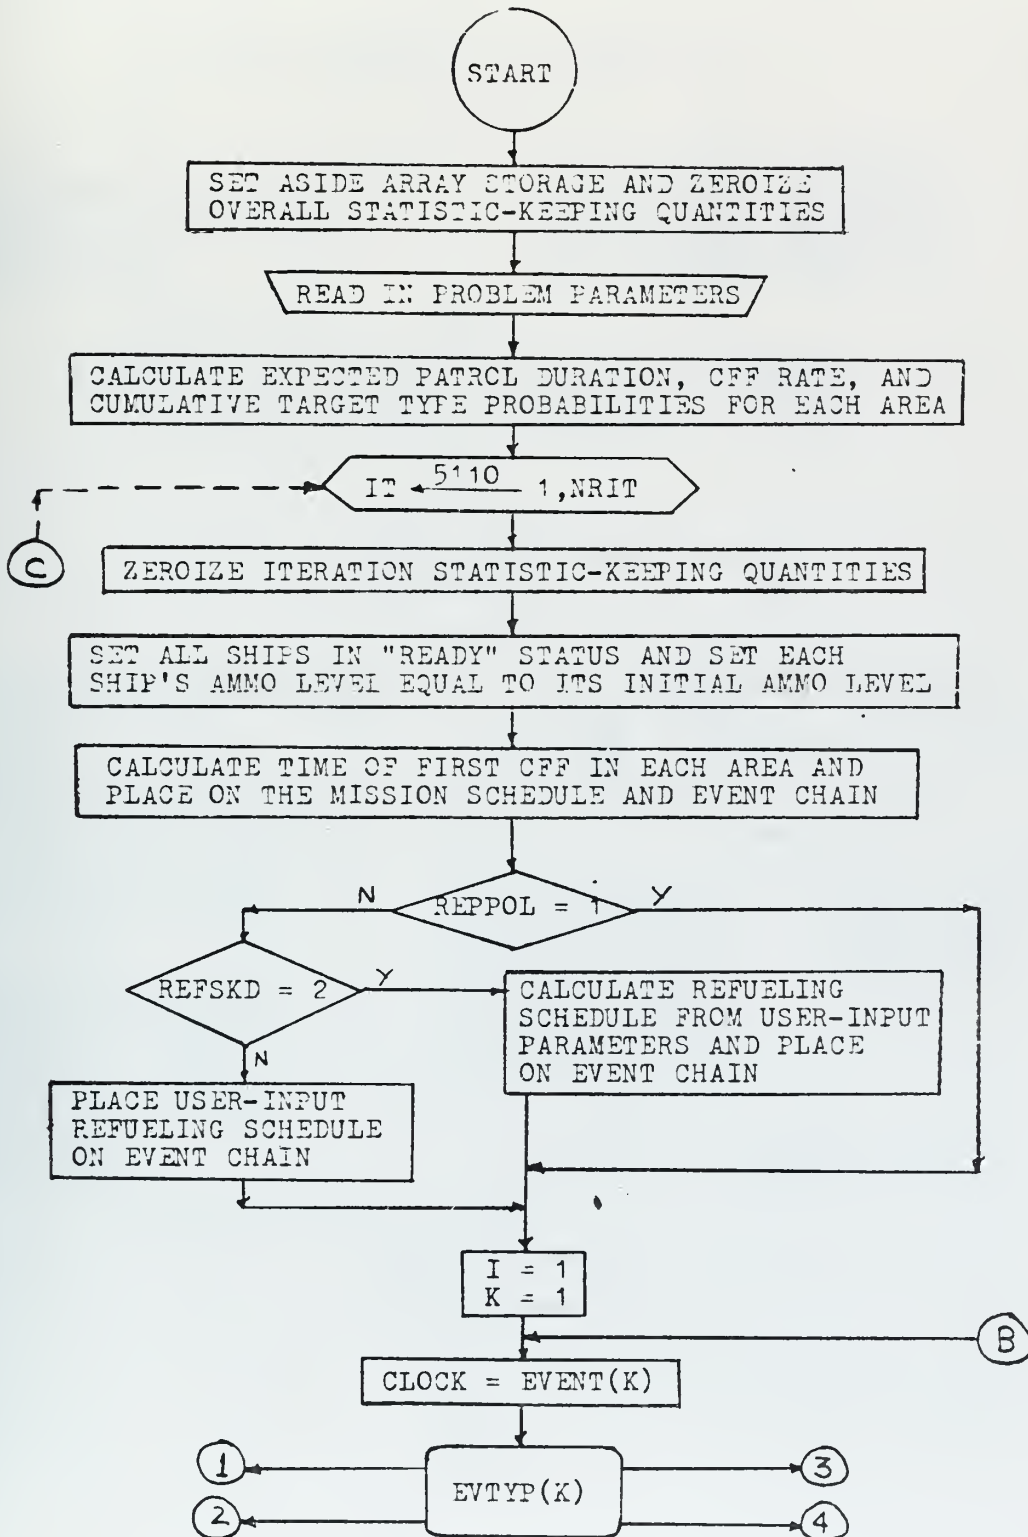 START
SET ASIDE ARRAY STORAGE AND ZEROIZE
OVERALL STATISTIC-KEEPING QUANTITIES
READ IN PROBLEM PARAMETERS
CALCULATE EXPECTED PATROL DURATION, CFF RATE, AND
CUMULATIVE TARGET TYPE PROBABILITIES FOR EACH AREA
5110
IT 1,NRIT
C
ZEROIZE ITERATION STATISTIC-KEEPING QUANTITIES
SET ALL SHIPS IN "READY" STATUS AND SET EACH
SHIP'S AMMO LEVEL EQUAL TO ITS INITIAL AMMO LEVEL
CALCULATE TIME OF FIRST CFF IN EACH AREA AND
PLACE ON THE MISSION SCHEDULE AND EVENT CHAIN
N
REPPOL = 1
Y
REFSKD = 2
Y
CALCULATE REFUELING
SCHEDULE FROM USER-INPUT
PARAMETERS AND PLACE
ON EVENT CHAIN
N
PLACE USER-INPUT
REFUELING SCHEDULE
ON EVENT CHAIN
I = 1
K = 1
B
CLOCK = EVENT(K)
1
3
EVTYP(K)
2
4